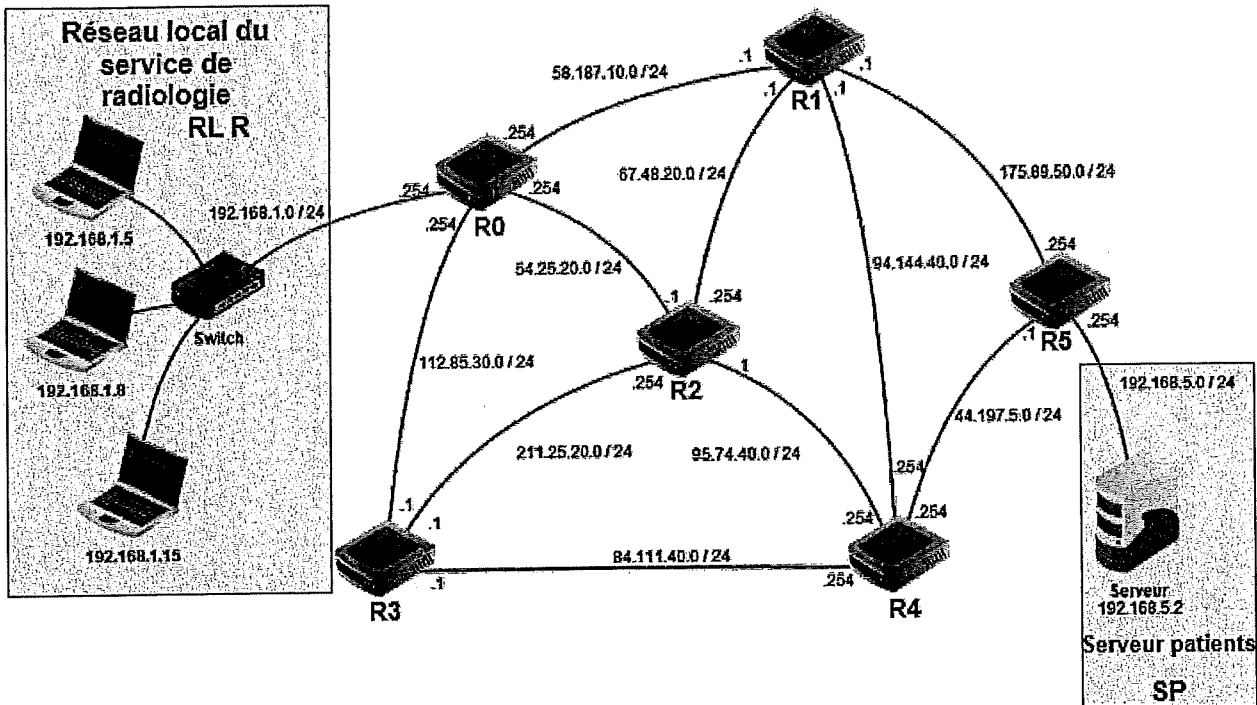 Réseau local du
service de
radiologie
RL R
192.168.1.5
192.168.1.8
192.168.1.15
Switch
192.168.1.0 / 24
.254
.254
.254
.254
R0
58.187.10.0 / 24
.1
.1
.1
.1
R1
67.48.20.0 / 24
175.89.50.0 / 24
54.25.20.0 / 24
94.144.40.0 / 24
.1
.254
.254
.1
R2
.254
.1
.254
R5
112.85.30.0 / 24
211.25.20.0 / 24
95.74.40.0 / 24
44.197.5.0 / 24
192.168.5.0 / 24
.1
.1
.1
R3
84.111.40.0 / 24
.254
.254
.254
.254
R4
Serveur
192.168.5.2
Serveur patients
SP